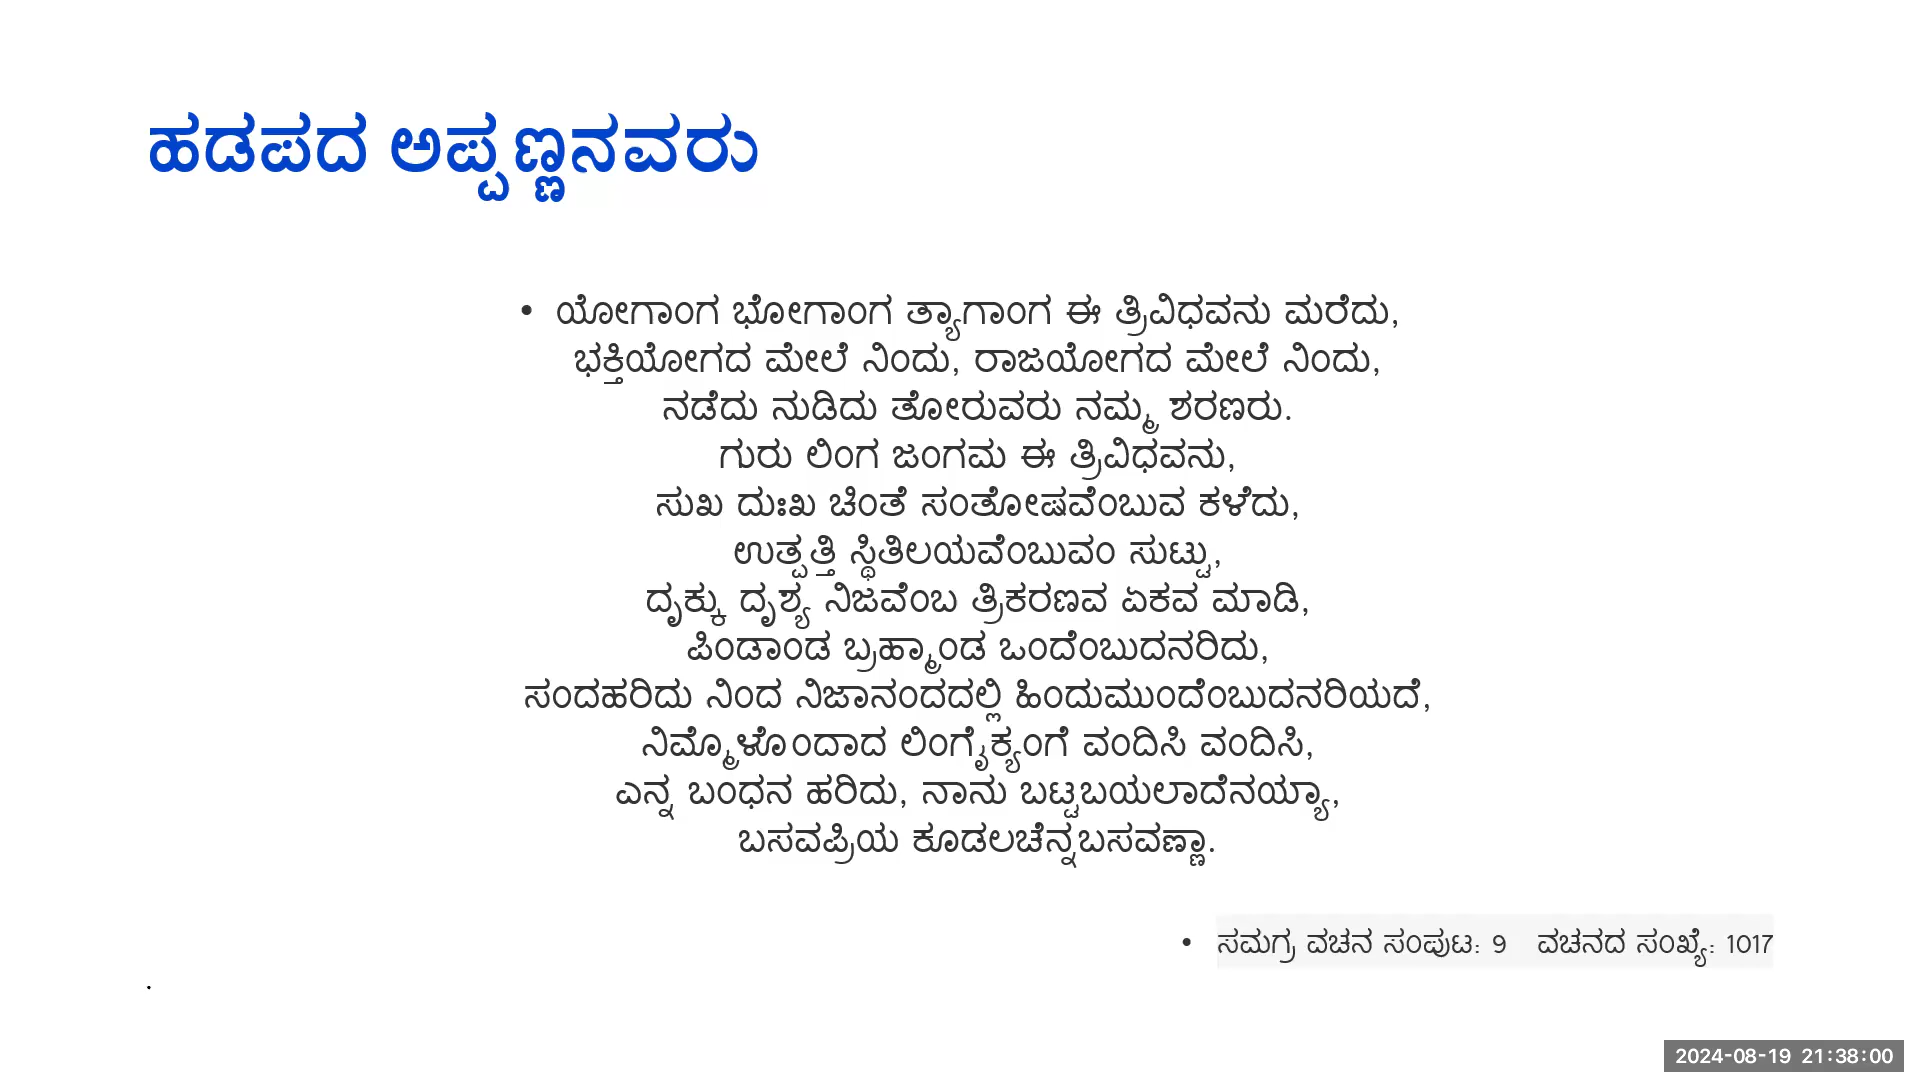 ಹಡಪದ ಅಪ್ಪಣ್ಣನವರು
• ಯೋಗಾಂಗ ಭೋಗಾಂಗ ತ್ಯಾಗಾಂಗ ಈ ತ್ರಿವಿಧವನು ಮರೆದು,
ಭಕ್ತಿಯೋಗದ ಮೇಲೆ ನಿಂದು, ರಾಜಯೋಗದ ಮೇಲೆ ನಿಂದು,
ನಡೆದು ನುಡಿದು ತೋರುವರು ನಮ್ಮ ಶರಣರು.
ಗುರು ಲಿಂಗ ಜಂಗಮ ಈ ತ್ರಿವಿಧವನು,
ಸುಖ ದುಃಖ ಚಿಂತೆ ಸಂತೋಷವೆಂಬುವ ಕಳೆದು,
ಉತ್ಪತ್ತಿ ಸ್ಥಿತಿಲಯವೆಂಬುವಂ ಸುಟ್ಟು,
ದೃಕ್ಕು ದೃಶ್ಯ ನಿಜವೆಂಬ ತ್ರಿಕರಣವ ಏಕವ ಮಾಡಿ,
ಪಿಂಡಾಂಡ ಬ್ರಹ್ಮಾಂಡ ಒಂದೆಂಬುದನರಿದು,
ಸಂದಹರಿದು ನಿಂದ ನಿಜಾನಂದದಲ್ಲಿ ಹಿಂದುಮುಂದೆಂಬುದನರಿಯದೆ,
ನಿಮ್ಮೊಳೊಂದಾದ ಲಿಂಗೈಕ್ಯಂಗೆ ವಂದಿಸಿ ವಂದಿಸಿ,
ಎನ್ನ ಬಂಧನ ಹರಿದು, ನಾನು ಬಟ್ಟಬಯಲಾದೆನಯ್ಯಾ,
ಬಸವಪ್ರಿಯ ಕೂಡಲಚೆನ್ನಬಸವಣ್ಣಾ.
• ಸಮಗ್ರ ವಚನ ಸಂಪುಟ: 9 ವಚನದ ಸಂಖ್ಯೆ: 1017
.
2024-08-19 21:38:00